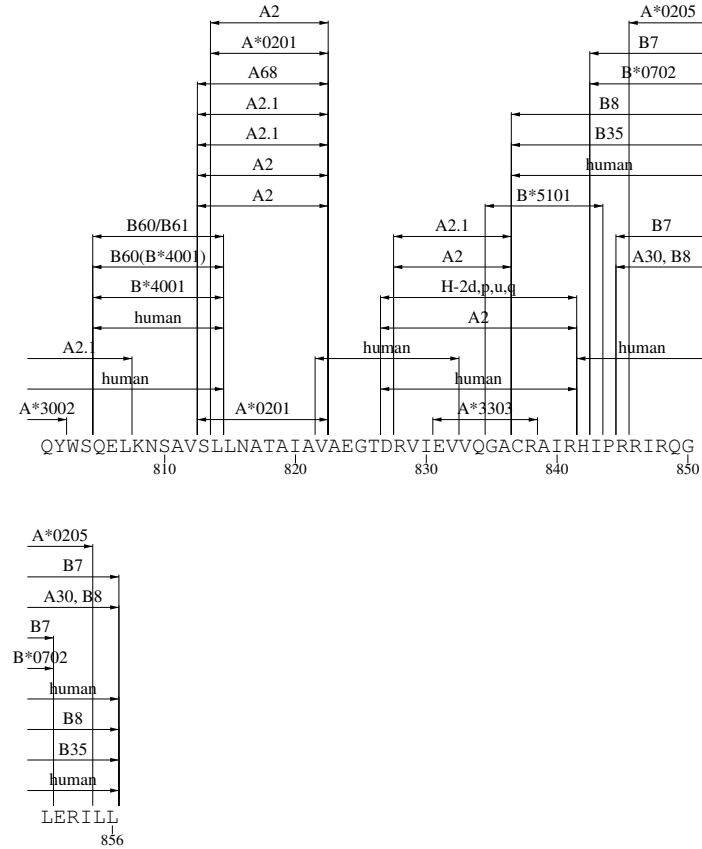 A2 A*0205
A*0201 B7
A68 B*0702
A2.1 B8
A2.1 B35
A2 human
A2 B*5101
B60/B61 A2.1 B7
B60(B*4001) A2 A30, B8
B*4001 H-2d,p,u,q
human A2
A2.1 human human
human human
A*3002 A*0201 A*3303
QYWSQELKNSAVSLLNATAIAVAEGTDRVIEVVQGACRAIRHIPRRIRQG
810 820 830 840 850
A*0205
B7
A30, B8
B7
B*0702
human
B8
B35
human
LERILL
856